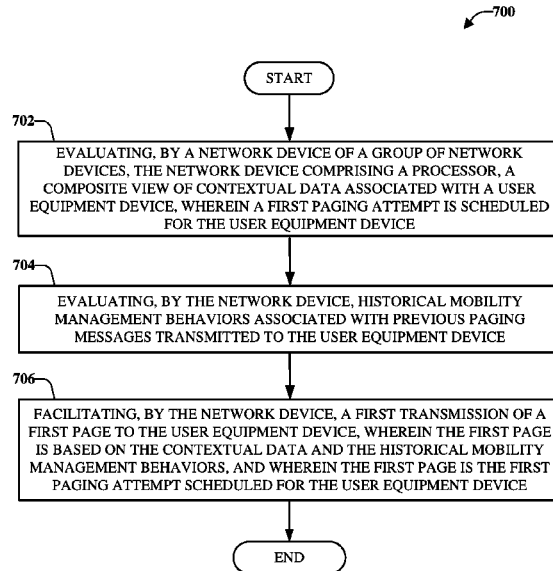 700
START
702
EVALUATING, BY A NETWORK DEVICE OF A GROUP OF NETWORK
DEVICES, THE NETWORK DEVICE COMPRISING A PROCESSOR, A
COMPOSITE VIEW OF CONTEXTUAL DATA ASSOCIATED WITH A USER
EQUIPMENT DEVICE, WHEREIN A FIRST PAGING ATTEMPT IS SCHEDULED
FOR THE USER EQUIPMENT DEVICE
704
EVALUATING, BY THE NETWORK DEVICE, HISTORICAL MOBILITY
MANAGEMENT BEHAVIORS ASSOCIATED WITH PREVIOUS PAGING
MESSAGES TRANSMITTED TO THE USER EQUIPMENT DEVICE
706
FACILITATING, BY THE NETWORK DEVICE, A FIRST TRANSMISSION OF A
FIRST PAGE TO THE USER EQUIPMENT DEVICE, WHEREIN THE FIRST PAGE
IS BASED ON THE CONTEXTUAL DATA AND THE HISTORICAL MOBILITY
MANAGEMENT BEHAVIORS, AND WHEREIN THE FIRST PAGE IS THE FIRST
PAGING ATTEMPT SCHEDULED FOR THE USER EQUIPMENT DEVICE
END